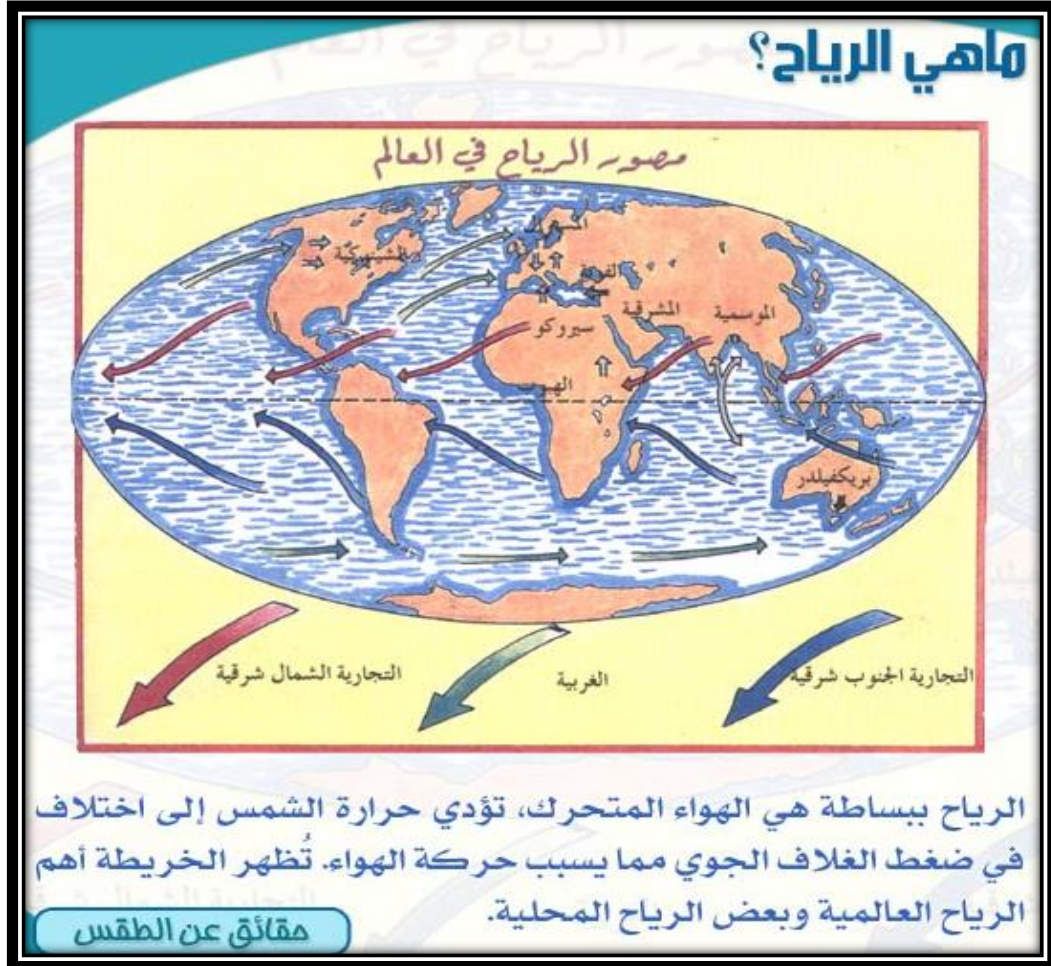 ماهي الرياح؟
مصور الرياح في العالم
الشينوكية
المشرقية
الموسمية
سيروكو
الهبوب
بريكفيلدر
التجارية الشمال شرقية
الغربية
التجارية الجنوب شرقية
الرياح ببساطة هي الهواء المتحرك، تؤدي حرارة الشمس إلى اختلاف
في ضغط الغلاف الجوي مما يسبب حركة الهواء. تُظهر الخريطة أهم
الرياح العالمية وبعض الرياح المحلية.
حقائق عن الطقس